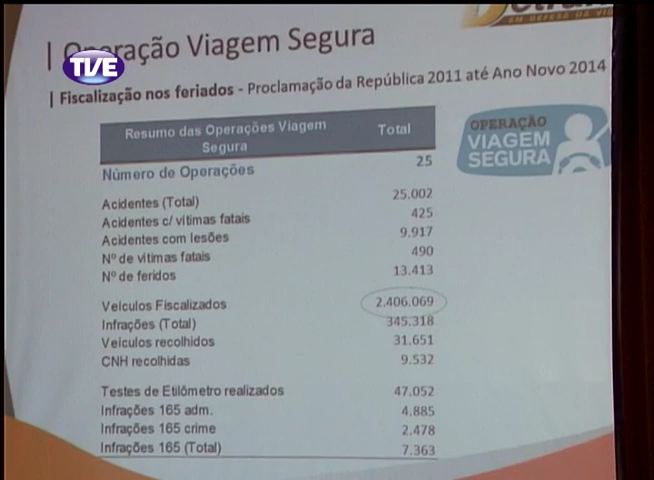 EM DEFESA DA VIDA
| Operação Viagem Segura
TVE
| Fiscalização nos feriados - Proclamação da República 2011 até Ano Novo 2014
Resumo das Operações Viagem Segura Total
Número de Operações 25
Acidentes (Total) 25.002
Acidentes c/ vítimas fatais 425
Acidentes com lesões 9.917
Nº de vítimas fatais 490
Nº de feridos 13.413
Veículos Fiscalizados 2.406.069
Infrações (Total) 345.318
Veículos recolhidos 31.651
CNH recolhidas 9.532
Testes de Etilômetro realizados 47.052
Infrações 165 adm. 4.885
Infrações 165 crime 2.478
Infrações 165 (Total) 7.363
OPERAÇÃO
VIAGEM
SEGURA